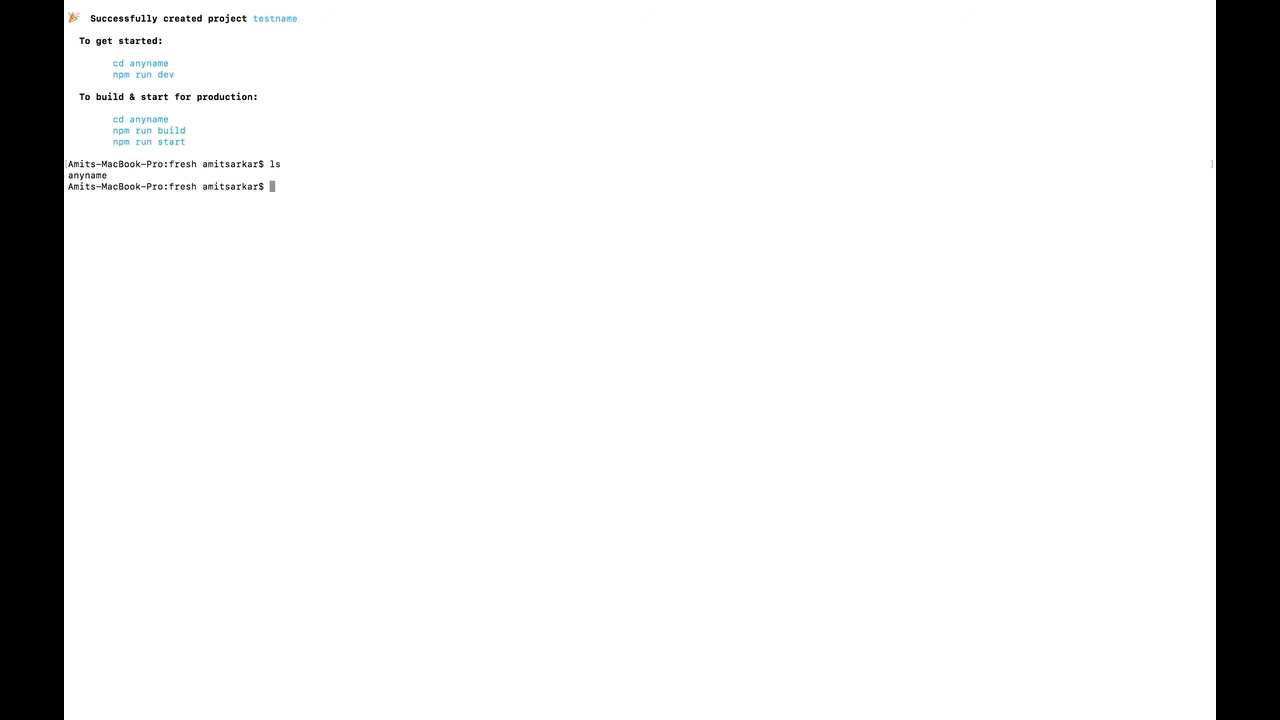 🎉 Successfully created project testname
To get started:
cd anyname
npm run dev
To build & start for production:
cd anyname
npm run build
npm run start
[Amits-MacBook-Pro:fresh amitsarkar$ ls ]
anyname
Amits-MacBook-Pro:fresh amitsarkar$